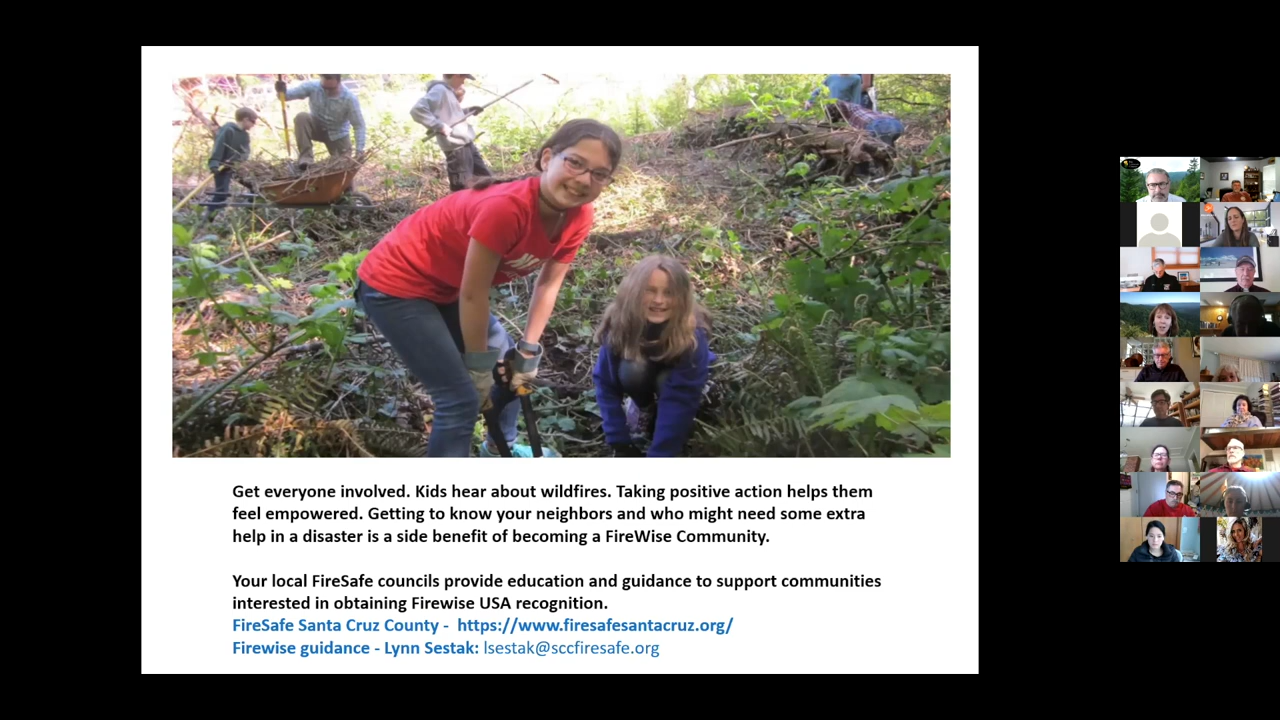 Get everyone involved. Kids hear about wildfires. Taking positive action helps them
feel empowered. Getting to know your neighbors and who might need some extra
help in a disaster is a side benefit of becoming a FireWise Community.
Your local FireSafe councils provide education and guidance to support communities
interested in obtaining Firewise USA recognition.
FireSafe Santa Cruz County - https://www.firesafesantacruz.org/
Firewise guidance - Lynn Sestak: lsestak@sccfiresafe.org